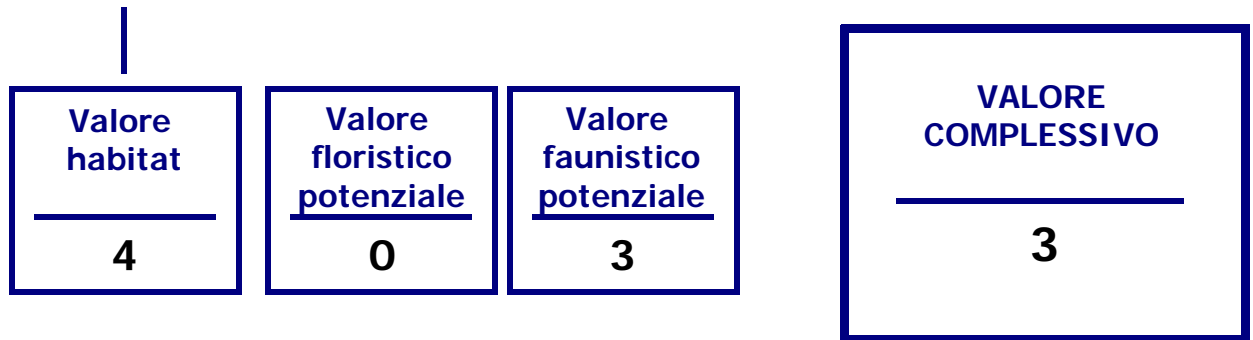 Valore
habitat
4
Valore
floristico
potenziale
0
Valore
faunistico
potenziale
3
VALORE
COMPLESSIVO
3